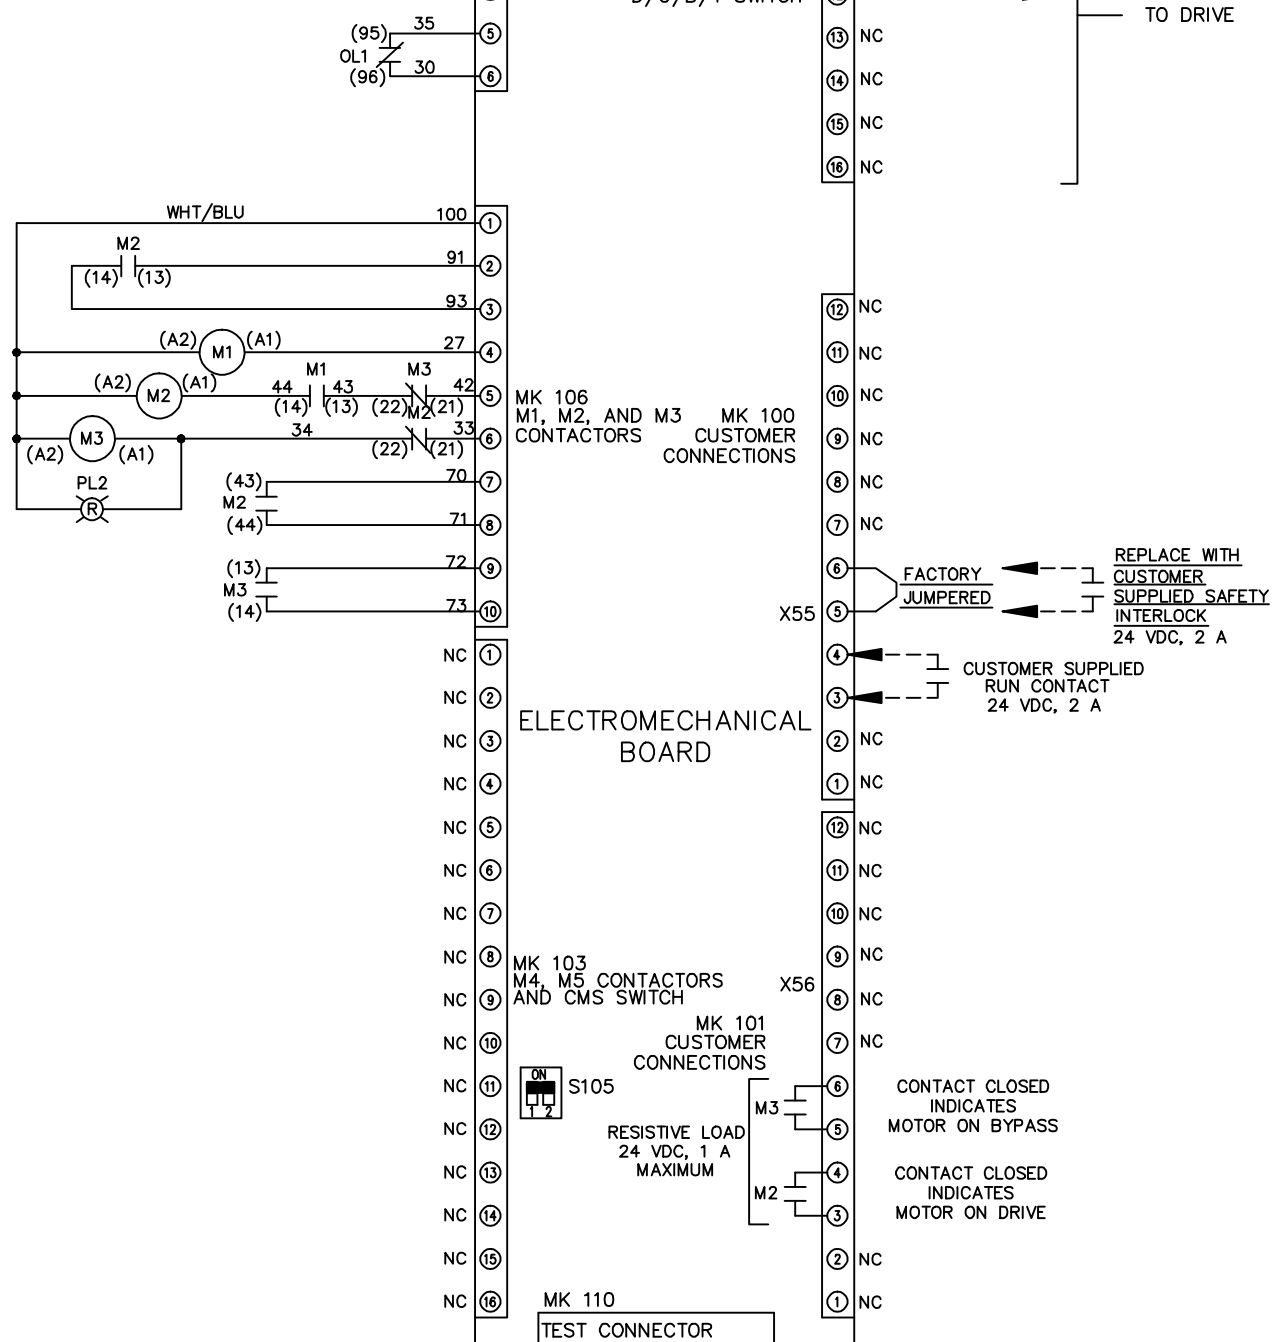 D/O/B/T SWITCH
TO DRIVE
(95) 35 5
OL1
(96) 30 6
13 NC
14 NC
15 NC
16 NC
WHT/BLU 100 1
M2
(14) (13) 91 2
93 3
(A2) M1 (A1) 27 4
(A2) M2 (A1) 44 M1 43 M3 42 5
(14) (13) (22) (21)
(A2) M3 (A1) 34 M2 33 6
(22) (21)
PL2
R
(43) 70 7
M2
(44) 71 8
(13) 72 9
M3
(14) 73 10
MK 106
M1, M2, AND M3
CONTACTORS
MK 100
CUSTOMER
CONNECTIONS
12 NC
11 NC
10 NC
9 NC
8 NC
7 NC
6
X55 5
4
3
2 NC
1 NC
FACTORY
JUMPERED
REPLACE WITH
CUSTOMER
SUPPLIED SAFETY
INTERLOCK
24 VDC, 2 A
CUSTOMER SUPPLIED
RUN CONTACT
24 VDC, 2 A
ELECTROMECHANICAL
BOARD
NC 1
NC 2
NC 3
NC 4
NC 5
NC 6
NC 7
NC 8
NC 9
NC 10
NC 11
NC 12
NC 13
NC 14
NC 15
NC 16
MK 103
M4, M5 CONTACTORS
AND CMS SWITCH
ON
1 2
S105
X56
MK 101
CUSTOMER
CONNECTIONS
12 NC
11 NC
10 NC
9 NC
8 NC
7 NC
6
M3
5
4
M2
3
2 NC
1 NC
RESISTIVE LOAD
24 VDC, 1 A
MAXIMUM
CONTACT CLOSED
INDICATES
MOTOR ON BYPASS
CONTACT CLOSED
INDICATES
MOTOR ON DRIVE
MK 110
TEST CONNECTOR